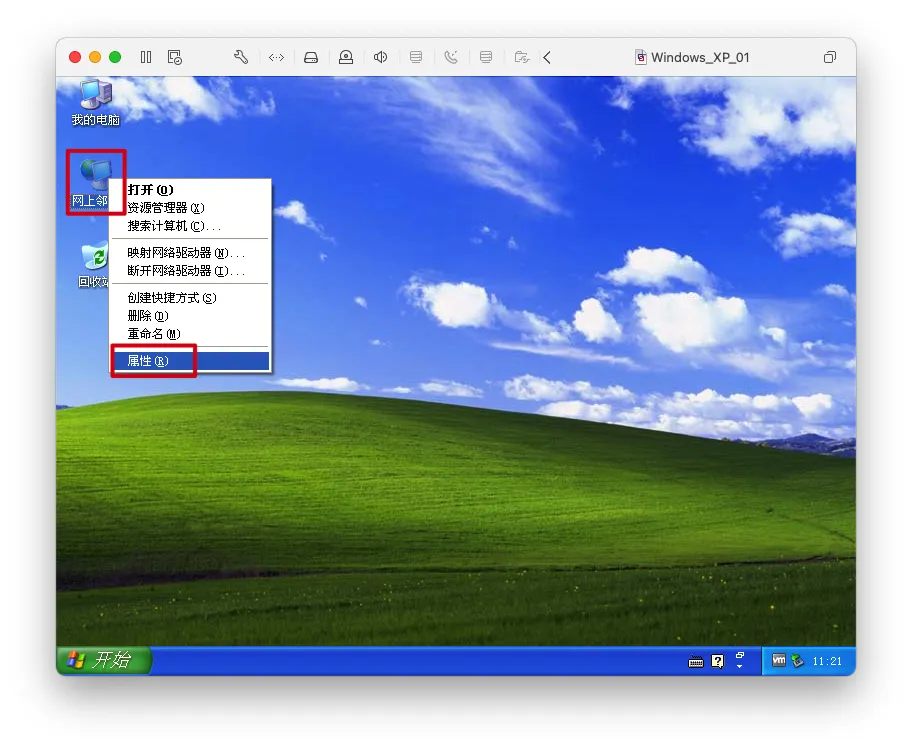 Windows_XP_01
我的电脑
网上邻
回收站
打开(O)
资源管理器(X)
搜索计算机(C)...
映射网络驱动器(N)...
断开网络驱动器(I)...
创建快捷方式(S)
删除(D)
重命名(M)
属性(R)
开始
?
vm
11:21